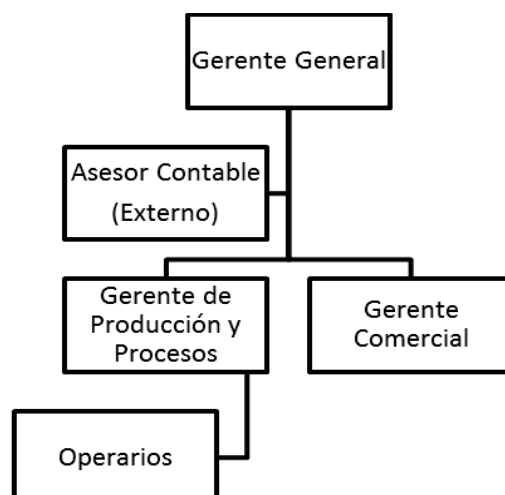 Gerente General
Asesor Contable
(Externo)
Gerente de
Producción y
Procesos
Gerente
Comercial
Operarios